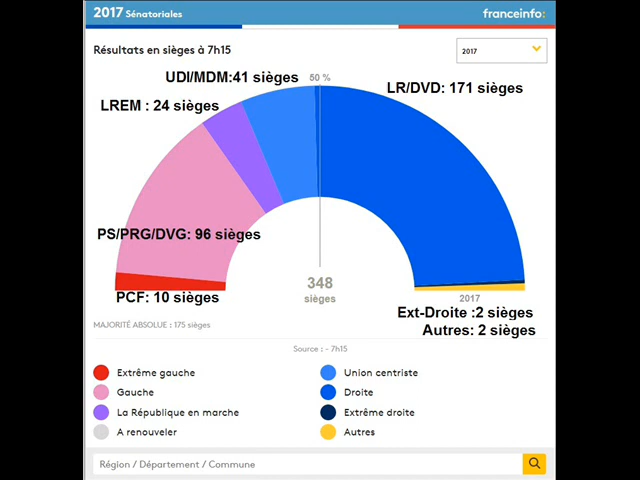 2017 Sénatoriales
franceinfo:
Résultats en sièges à 7h15
2017
UDI/MDM:41 sièges
50 %
LR/DVD: 171 sièges
LREM : 24 sièges
PS/PRG/DVG: 96 sièges
348
sièges
PCF: 10 sièges
2017
Ext-Droite :2 sièges
Autres: 2 sièges
MAJORITÉ ABSOLUE : 175 sièges
Source : - 7h15
Extrême gauche
Union centriste
Gauche
Droite
La République en marche
Extrême droite
A renouveler
Autres
Région / Département / Commune